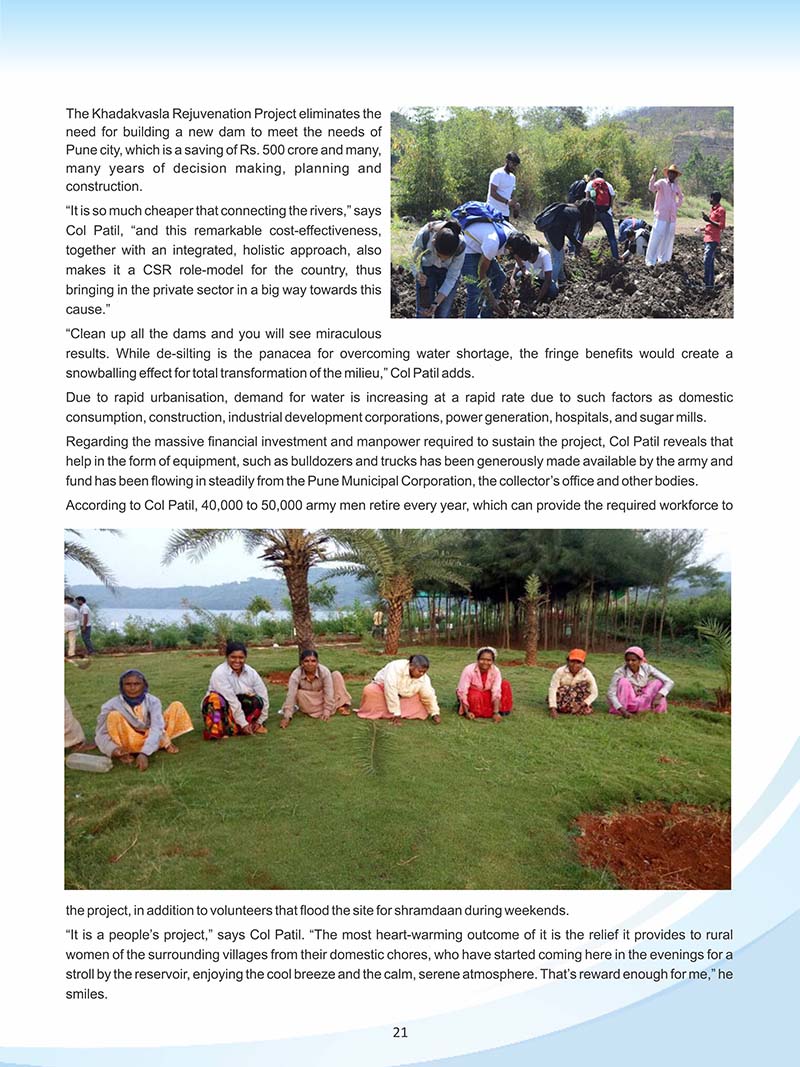 The Khadakvasla Rejuvenation Project eliminates the
need for building a new dam to meet the needs of
Pune city, which is a saving of Rs. 500 crore and many,
many years of decision making, planning and
construction.
“It is so much cheaper that connecting the rivers,” says
Col Patil, “and this remarkable cost-effectiveness,
together with an integrated, holistic approach, also
makes it a CSR role-model for the country, thus
bringing in the private sector in a big way towards this
cause.”
“Clean up all the dams and you will see miraculous
results. While de-silting is the panacea for overcoming water shortage, the fringe benefits would create a
snowballing effect for total transformation of the milieu,” Col Patil adds.
Due to rapid urbanisation, demand for water is increasing at a rapid rate due to such factors as domestic
consumption, construction, industrial development corporations, power generation, hospitals, and sugar mills.
Regarding the massive financial investment and manpower required to sustain the project, Col Patil reveals that
help in the form of equipment, such as bulldozers and trucks has been generously made available by the army and
fund has been flowing in steadily from the Pune Municipal Corporation, the collector’s office and other bodies.
According to Col Patil, 40,000 to 50,000 army men retire every year, which can provide the required workforce to
the project, in addition to volunteers that flood the site for shramdaan during weekends.
“It is a people’s project,” says Col Patil. “The most heart-warming outcome of it is the relief it provides to rural
women of the surrounding villages from their domestic chores, who have started coming here in the evenings for a
stroll by the reservoir, enjoying the cool breeze and the calm, serene atmosphere. That’s reward enough for me,” he
smiles.
21